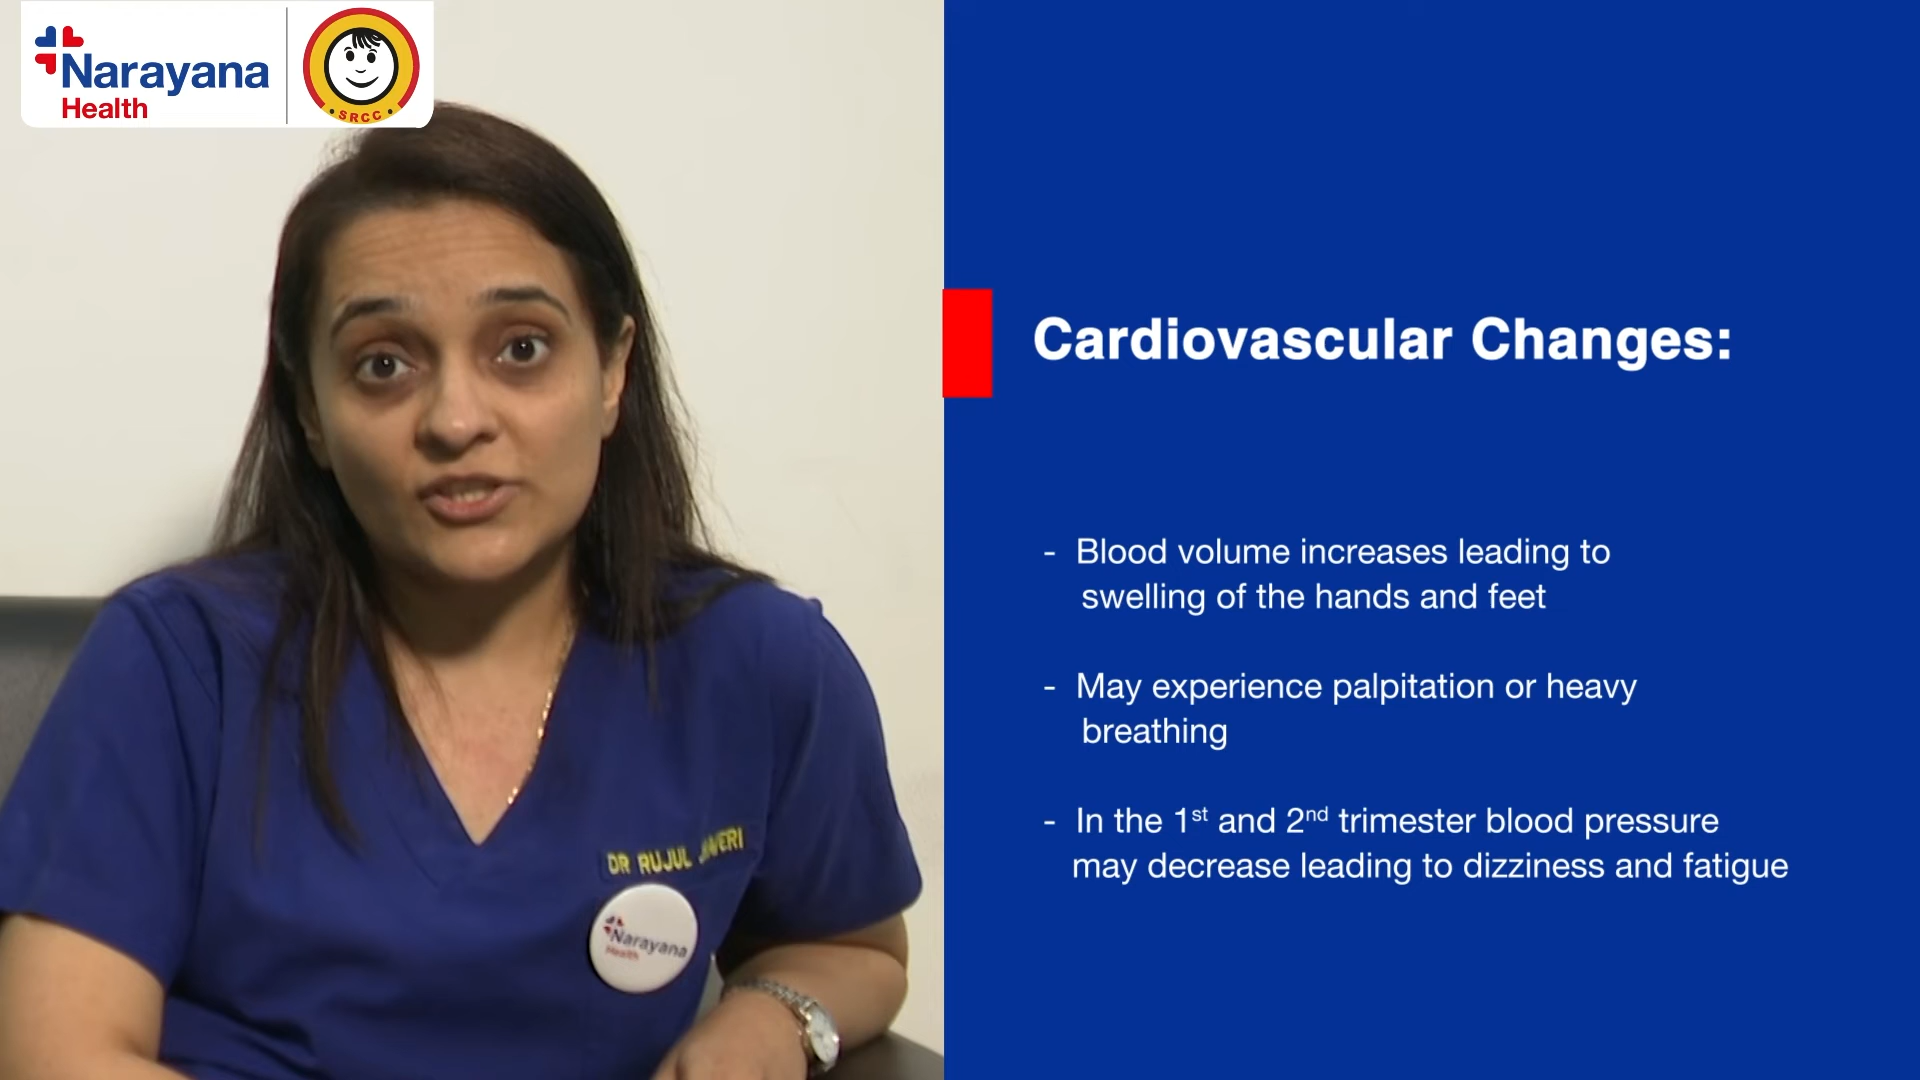 Narayana
Health
SRCC
Cardiovascular Changes:
- Blood volume increases leading to
swelling of the hands and feet
- May experience palpitation or heavy
breathing
- In the 1st and 2nd trimester blood pressure
may decrease leading to dizziness and fatigue
DR RUJUL
Narayana
Health